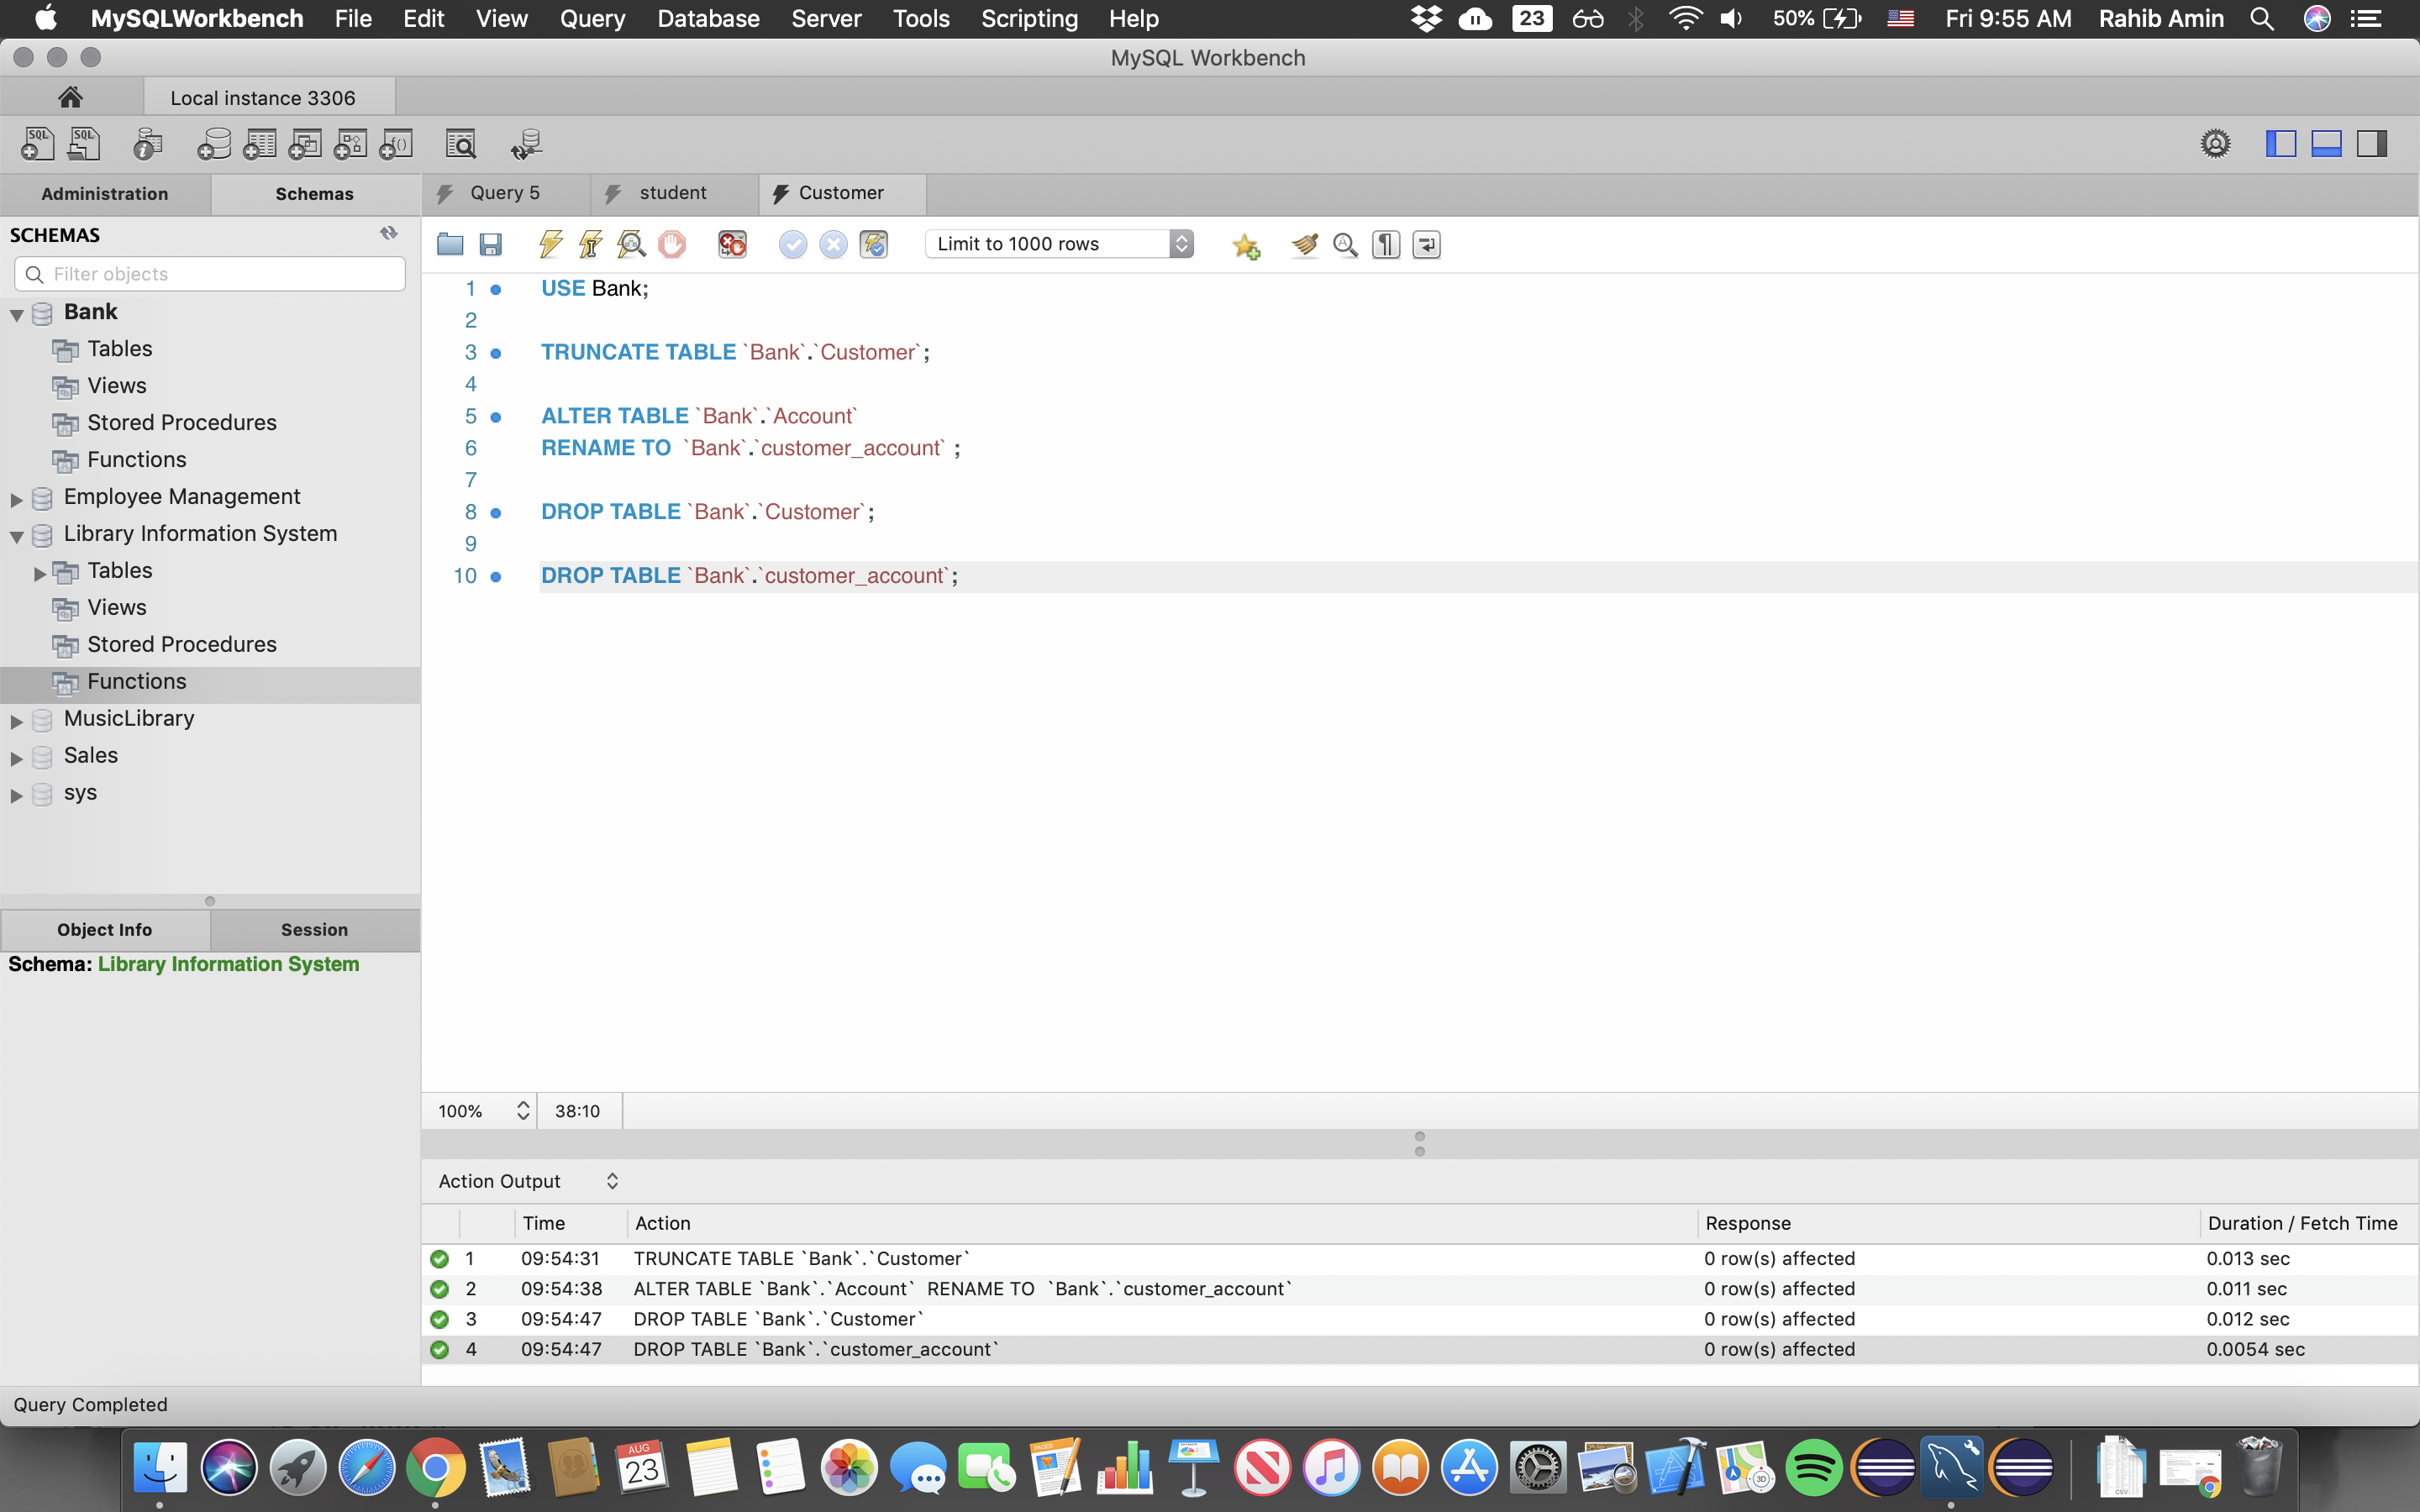 MySQLWorkbench File Edit View Query Database Server Tools Scripting Help 23 50% Fri 9:55 AM Rahib Amin
MySQL Workbench
Local instance 3306
Administration Schemas Query 5 student Customer
SCHEMAS
Filter objects
Limit to 1000 rows
Bank
Tables
Views
Stored Procedures
Functions
Employee Management
Library Information System
Tables
Views
Stored Procedures
Functions
MusicLibrary
Sales
sys
Object Info Session
Schema: Library Information System
1 USE Bank;
2
3 TRUNCATE TABLE `Bank`.`Customer`;
4
5 ALTER TABLE `Bank`.`Account`
6 RENAME TO  `Bank`.`customer_account` ;
7
8 DROP TABLE `Bank`.`Customer`;
9
10 DROP TABLE `Bank`.`customer_account`;
100% 38:10
Action Output
Time Action Response Duration / Fetch Time
1 09:54:31 TRUNCATE TABLE `Bank`.`Customer` 0 row(s) affected 0.013 sec
2 09:54:38 ALTER TABLE `Bank`.`Account`  RENAME TO  `Bank`.`customer_account` 0 row(s) affected 0.011 sec
3 09:54:47 DROP TABLE `Bank`.`Customer` 0 row(s) affected 0.012 sec
4 09:54:47 DROP TABLE `Bank`.`customer_account` 0 row(s) affected 0.0054 sec
Query Completed
AUG
23
PAGES
3D
CSV